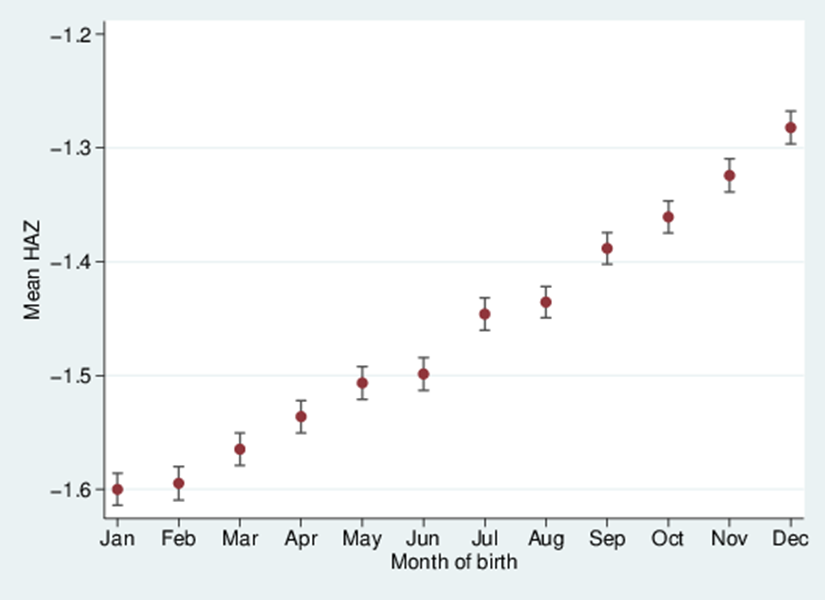 −1.2
−1.3
−1.4
−1.5
−1.6
Mean HAZ
Jan Feb Mar Apr May Jun Jul Aug Sep Oct Nov Dec
Month of birth